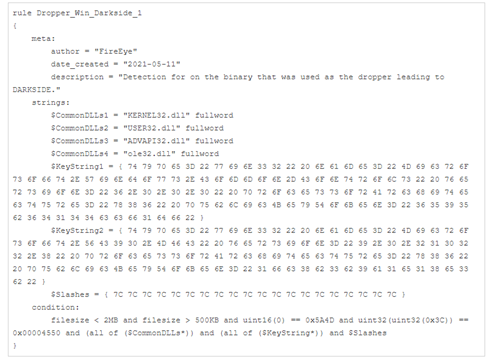 rule Dropper_Win_Darkside_1
{
meta:
author = "FireEye"
date_created = "2021-05-11"
description = "Detection for on the binary that was used as the dropper leading to
DARKSIDE."
strings:
$CommonDLLs1 = "KERNEL32.dll" fullword
$CommonDLLs2 = "USER32.dll" fullword
$CommonDLLs3 = "ADVAPI32.dll" fullword
$CommonDLLs4 = "ole32.dll" fullword
$KeyString1 = { 74 79 70 65 3D 22 77 69 6E 33 32 22 20 6E 61 6D 65 3D 22 4D 69 63 72 6F
73 6F 66 74 2E 57 69 6E 64 6F 77 73 2E 43 6F 6D 6D 6F 6E 2D 43 6F 6E 74 72 6F 6C 73 22 20 76 65
72 73 69 6F 6E 3D 22 36 2E 30 2E 30 2E 30 22 20 70 72 6F 63 65 73 73 6F 72 41 72 63 68 69 74 65
63 74 75 72 65 3D 22 78 38 36 22 20 70 75 62 6C 69 63 4B 65 79 54 6F 6B 65 6E 3D 22 36 35 39 35
62 36 34 31 34 34 63 63 66 31 64 66 22 }
$KeyString2 = { 74 79 70 65 3D 22 77 69 6E 33 32 22 20 6E 61 6D 65 3D 22 4D 69 63 72 6F
73 6F 66 74 2E 56 43 39 30 2E 4D 46 43 22 20 76 65 72 73 69 6F 6E 3D 22 39 2E 30 2E 32 31 30 32
32 2E 38 22 20 70 72 6F 63 65 73 73 6F 72 41 72 63 68 69 74 65 63 74 75 72 65 3D 22 78 38 36 22
20 70 75 62 6C 69 63 4B 65 79 54 6F 6B 65 6E 3D 22 31 66 63 38 62 33 62 39 61 31 65 31 38 65 33
62 22 }
$Slashes = { 7C 7C 7C 7C 7C 7C 7C 7C 7C 7C 7C 7C 7C 7C 7C 7C 7C 7C }
condition:
filesize < 2MB and filesize > 500KB and uint16(0) == 0x5A4D and uint32(uint32(0x3C)) ==
0x00004550 and (all of ($CommonDLLs*)) and (all of ($KeyString*)) and $Slashes
}